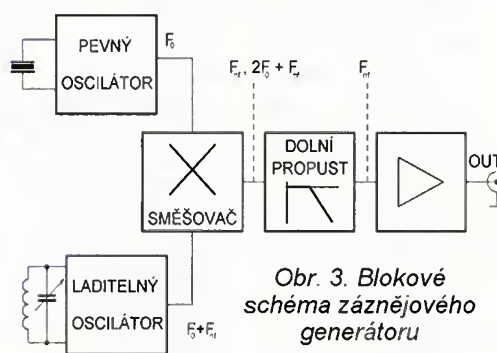 PEVNÝ
OSCILÁTOR
F₀
SMĚŠOVAČ
LADITELNÝ
OSCILÁTOR
F₀+Fₙf
Fₙf, 2F₀ + Fₙf
DOLNÍ
PROPUST
Fₙf
OUT
Obr. 3. Blokové
schéma záznějového
generátoru